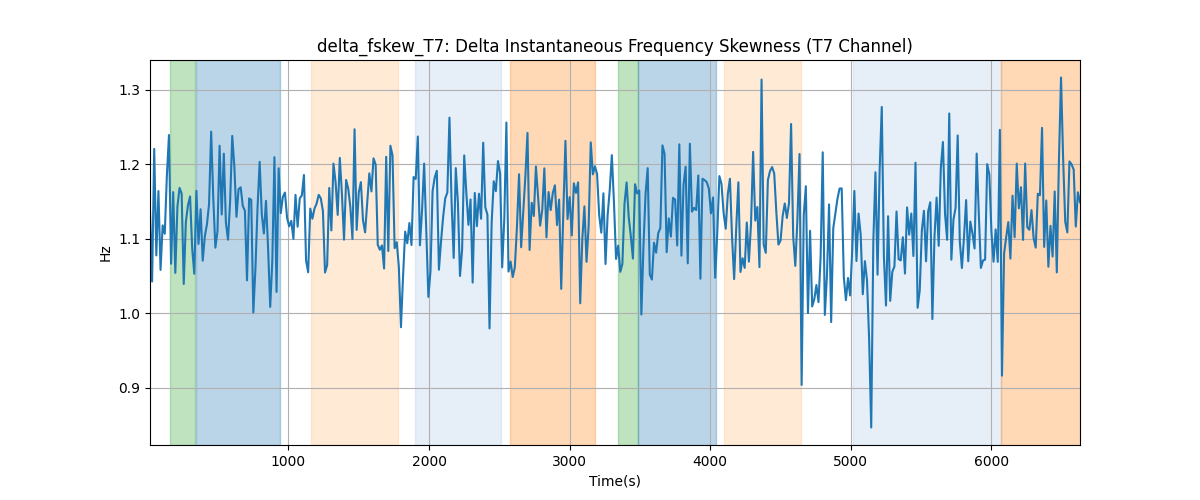 delta_fskew_T7: Delta Instantaneous Frequency Skewness (T7 Channel)
1.3
1.2
1.1
1.0
0.9
Hz
1000 2000 3000 4000 5000 6000
Time(s)